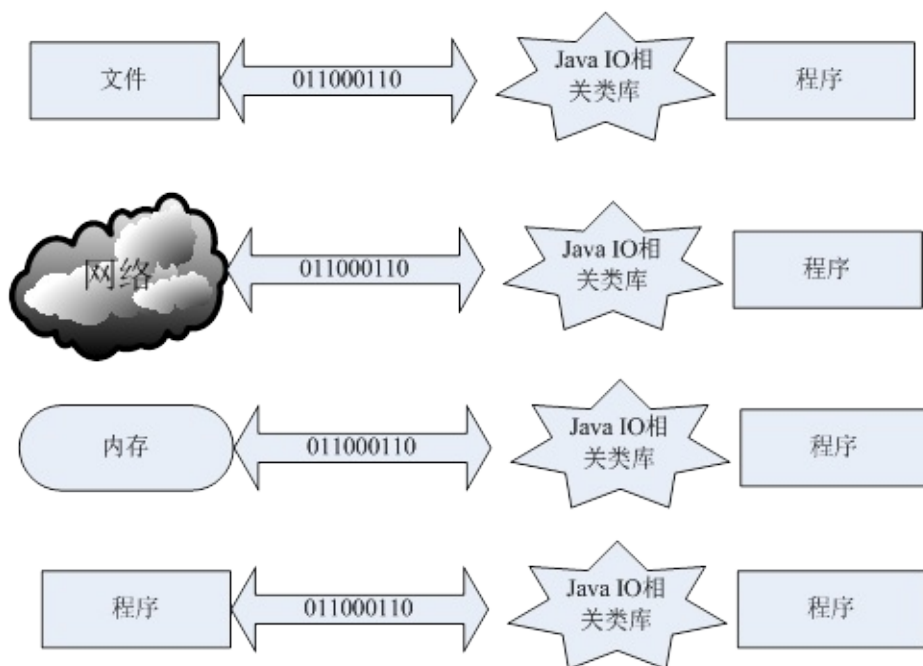 文件
011000110
Java IO相
关类库
程序
网络
011000110
Java IO相
关类库
程序
内存
011000110
Java IO相
关类库
程序
程序
011000110
Java IO相
关类库
程序